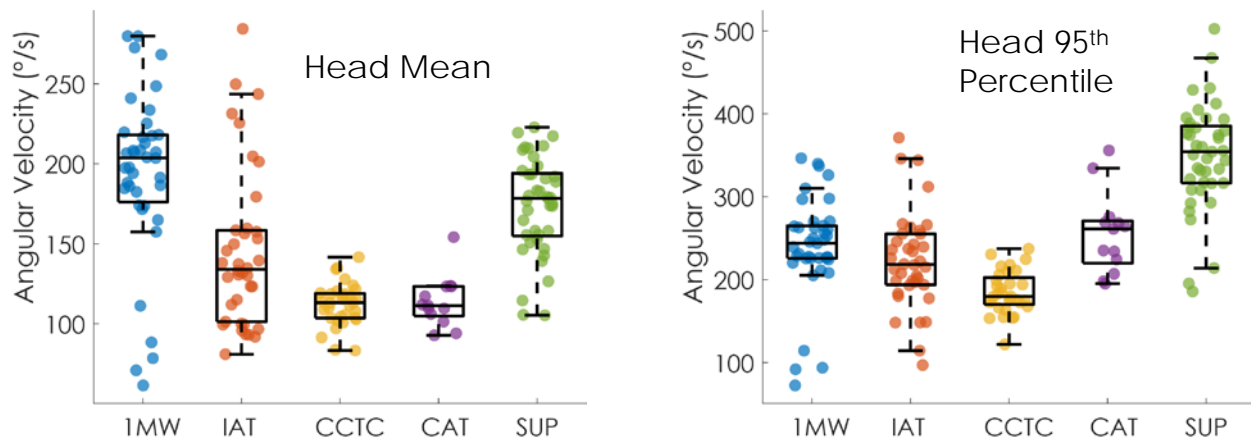 Head Mean
Angular Velocity (°/s)
250
200
150
100
1MW IAT CCTC CAT SUP
Head 95th
Percentile
Angular Velocity (°/s)
500
400
300
200
100
1MW IAT CCTC CAT SUP